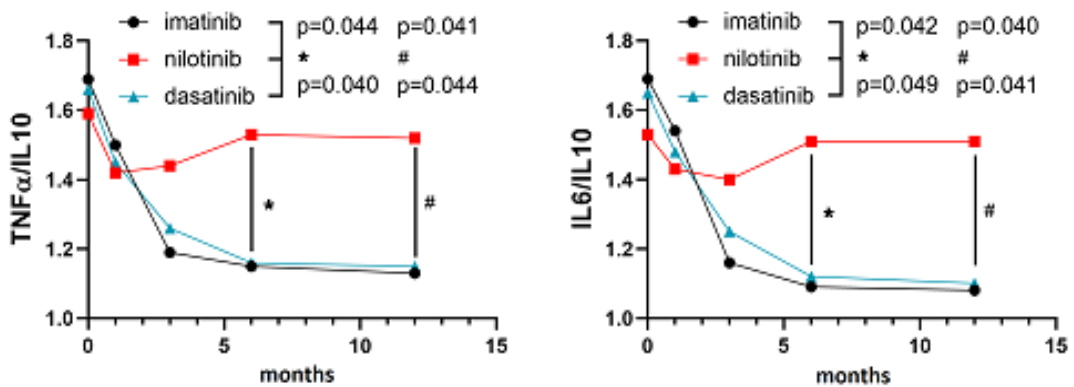 imatinib p=0.044 p=0.041
nilotinib * #
dasatinib p=0.040 p=0.044
TNFα/IL10
1.8
1.6
1.4
1.2
1.0
*
#
0 5 10 15
months
imatinib p=0.042 p=0.040
nilotinib * #
dasatinib p=0.049 p=0.041
IL6/IL10
1.8
1.6
1.4
1.2
1.0
*
#
0 5 10 15
months